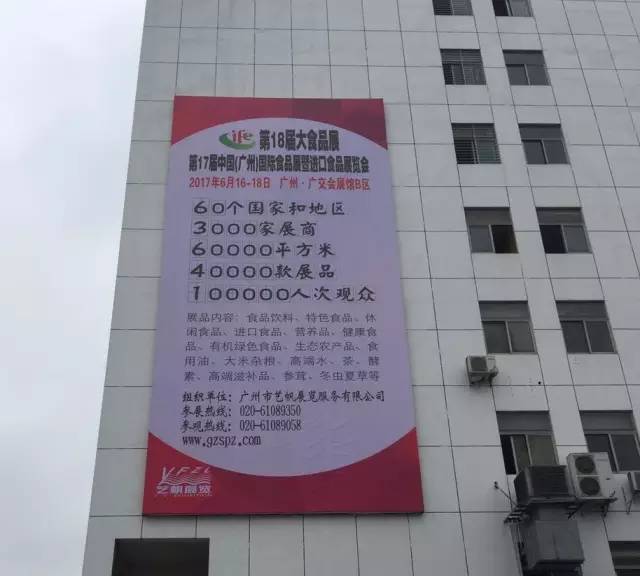 ife 第18届大食品展
第17届中国(广州)国际食品展暨进口食品展览会
2017年6月16-18日 广州·广交会展馆B区
60个国家和地区
3000家展商
60000平方米
40000款展品
100000人次观众
展品内容：食品饮料、特色食品、休
闲食品、进口食品、营养品、健康食
品、有机绿色食品、生态农产品、食
用油、大米杂粮、高端水、茶、酵
素、高端滋补品、参茸、冬虫夏草等
组织单位：广州市艺帆展览服务有限公司
参展热线：020-61089350
参观热线：020-61089058
www.gzspz.com
YFZL
艺帆展览